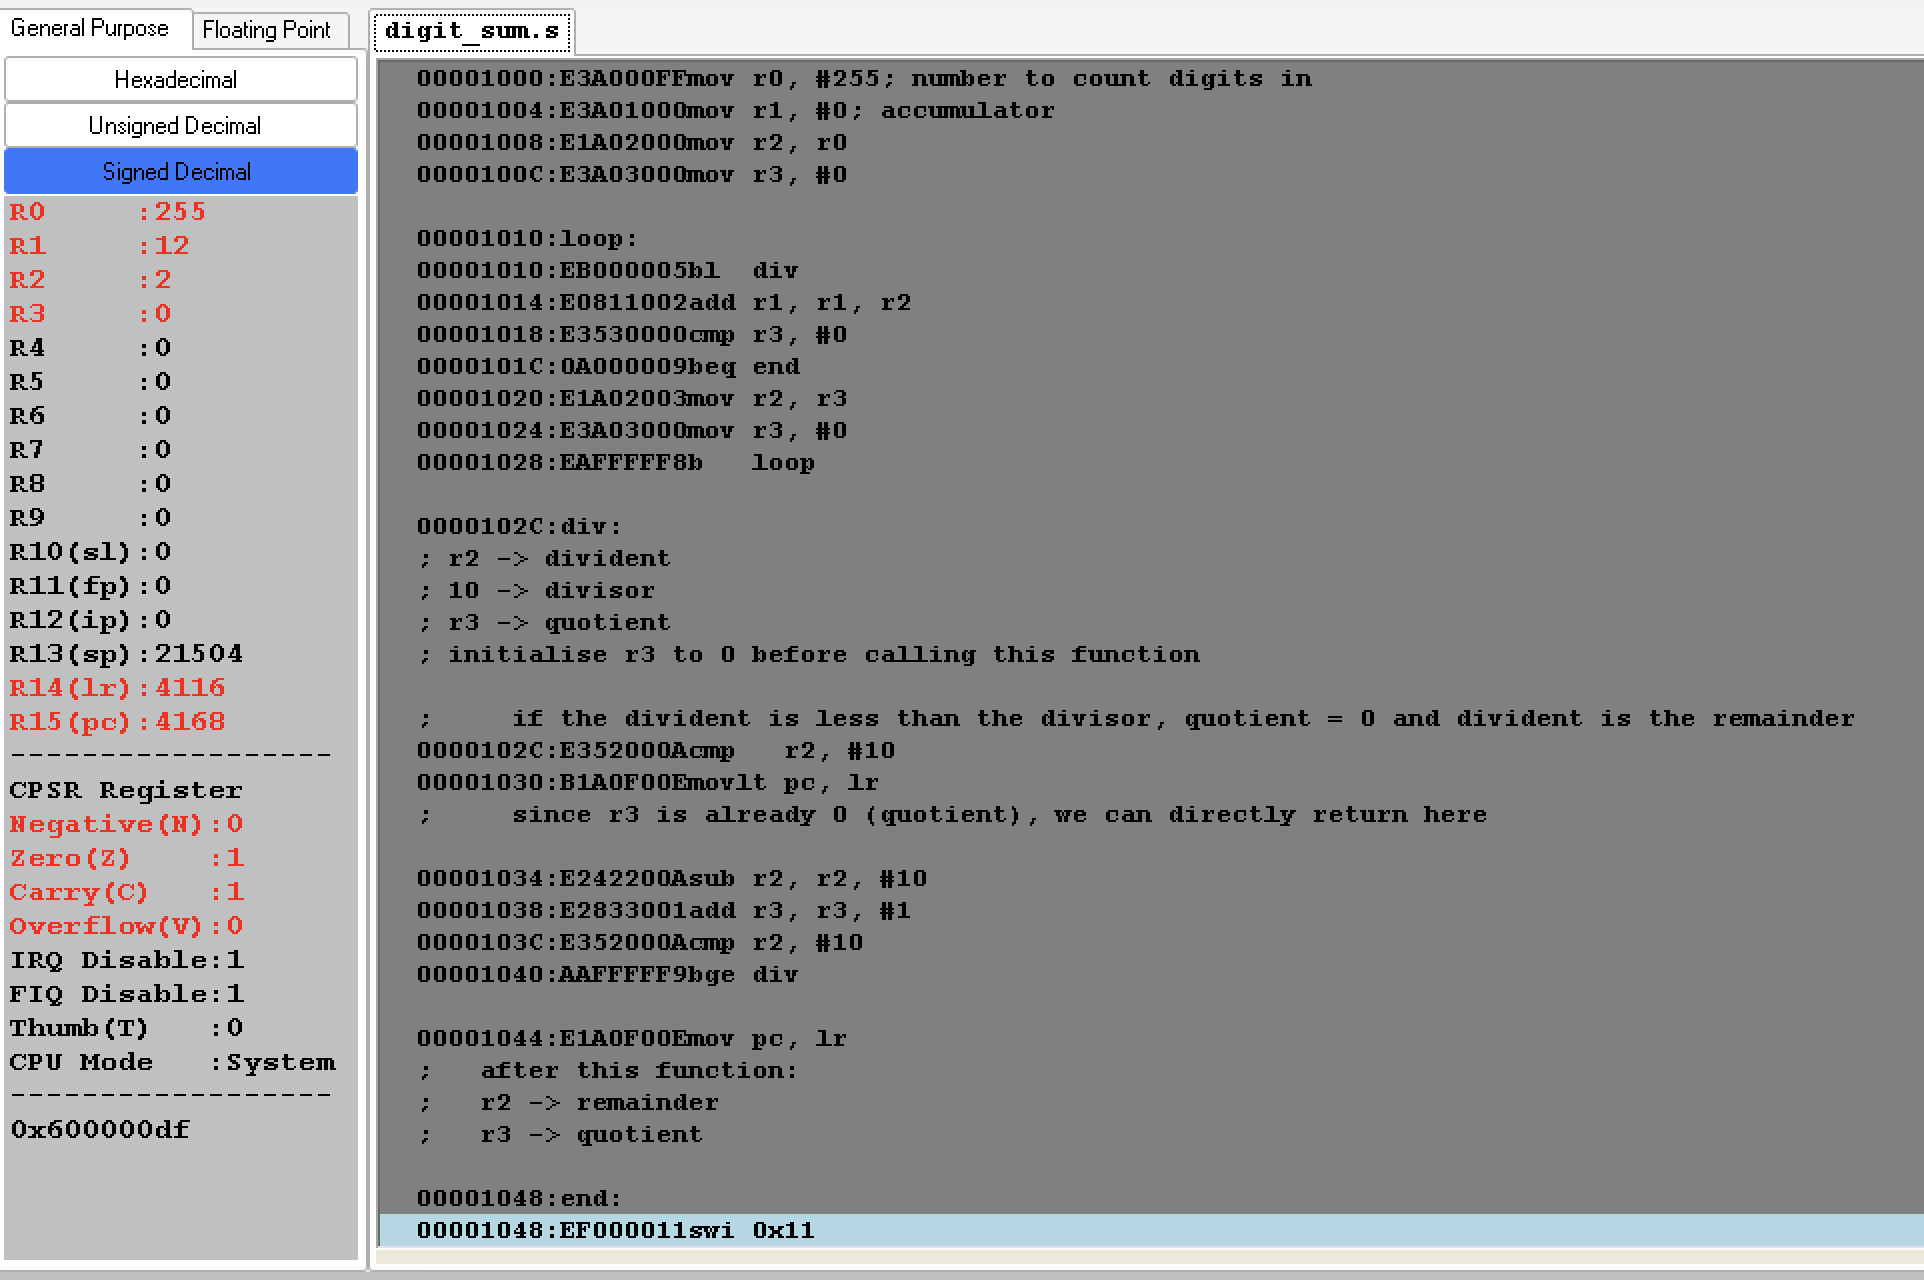 General Purpose
Floating Point
Hexadecimal
Unsigned Decimal
Signed Decimal
R0      :255
R1      :12
R2      :2
R3      :0
R4      :0
R5      :0
R6      :0
R7      :0
R8      :0
R9      :0
R10(sl):0
R11(fp):0
R12(ip):0
R13(sp):21504
R14(lr):4116
R15(pc):4168
--------------------
CPSR Register
Negative(N):0
Zero(Z)    :1
Carry(C)   :1
Overflow(V):0
IRQ Disable:1
FIQ Disable:1
Thumb(T)   :0
CPU Mode   :System
--------------------
0x600000df
digit_sum.s
00001000:E3A000FFmov r0, #255; number to count digits in
00001004:E3A01000mov r1, #0; accumulator
00001008:E1A02000mov r2, r0
0000100C:E3A03000mov r3, #0
00001010:loop:
00001010:EB000005bl  div
00001014:E0811002add r1, r1, r2
00001018:E3530000cmp r3, #0
0000101C:0A000009beq end
00001020:E1A02003mov r2, r3
00001024:E3A03000mov r3, #0
00001028:EAFFFFF8b   loop
0000102C:div:
; r2 -> divident
; 10 -> divisor
; r3 -> quotient
; initialise r3 to 0 before calling this function
;     if the divident is less than the divisor, quotient = 0 and divident is the remainder
0000102C:E352000Acmp   r2, #10
00001030:B1A0F00Emovlt pc, lr
;     since r3 is already 0 (quotient), we can directly return here
00001034:E242200Asub r2, r2, #10
00001038:E2833001add r3, r3, #1
0000103C:E352000Acmp r2, #10
00001040:AAFFFFF9bge div
00001044:E1A0F00Emov pc, lr
;   after this function:
;   r2 -> remainder
;   r3 -> quotient
00001048:end:
00001048:EF000011swi 0x11